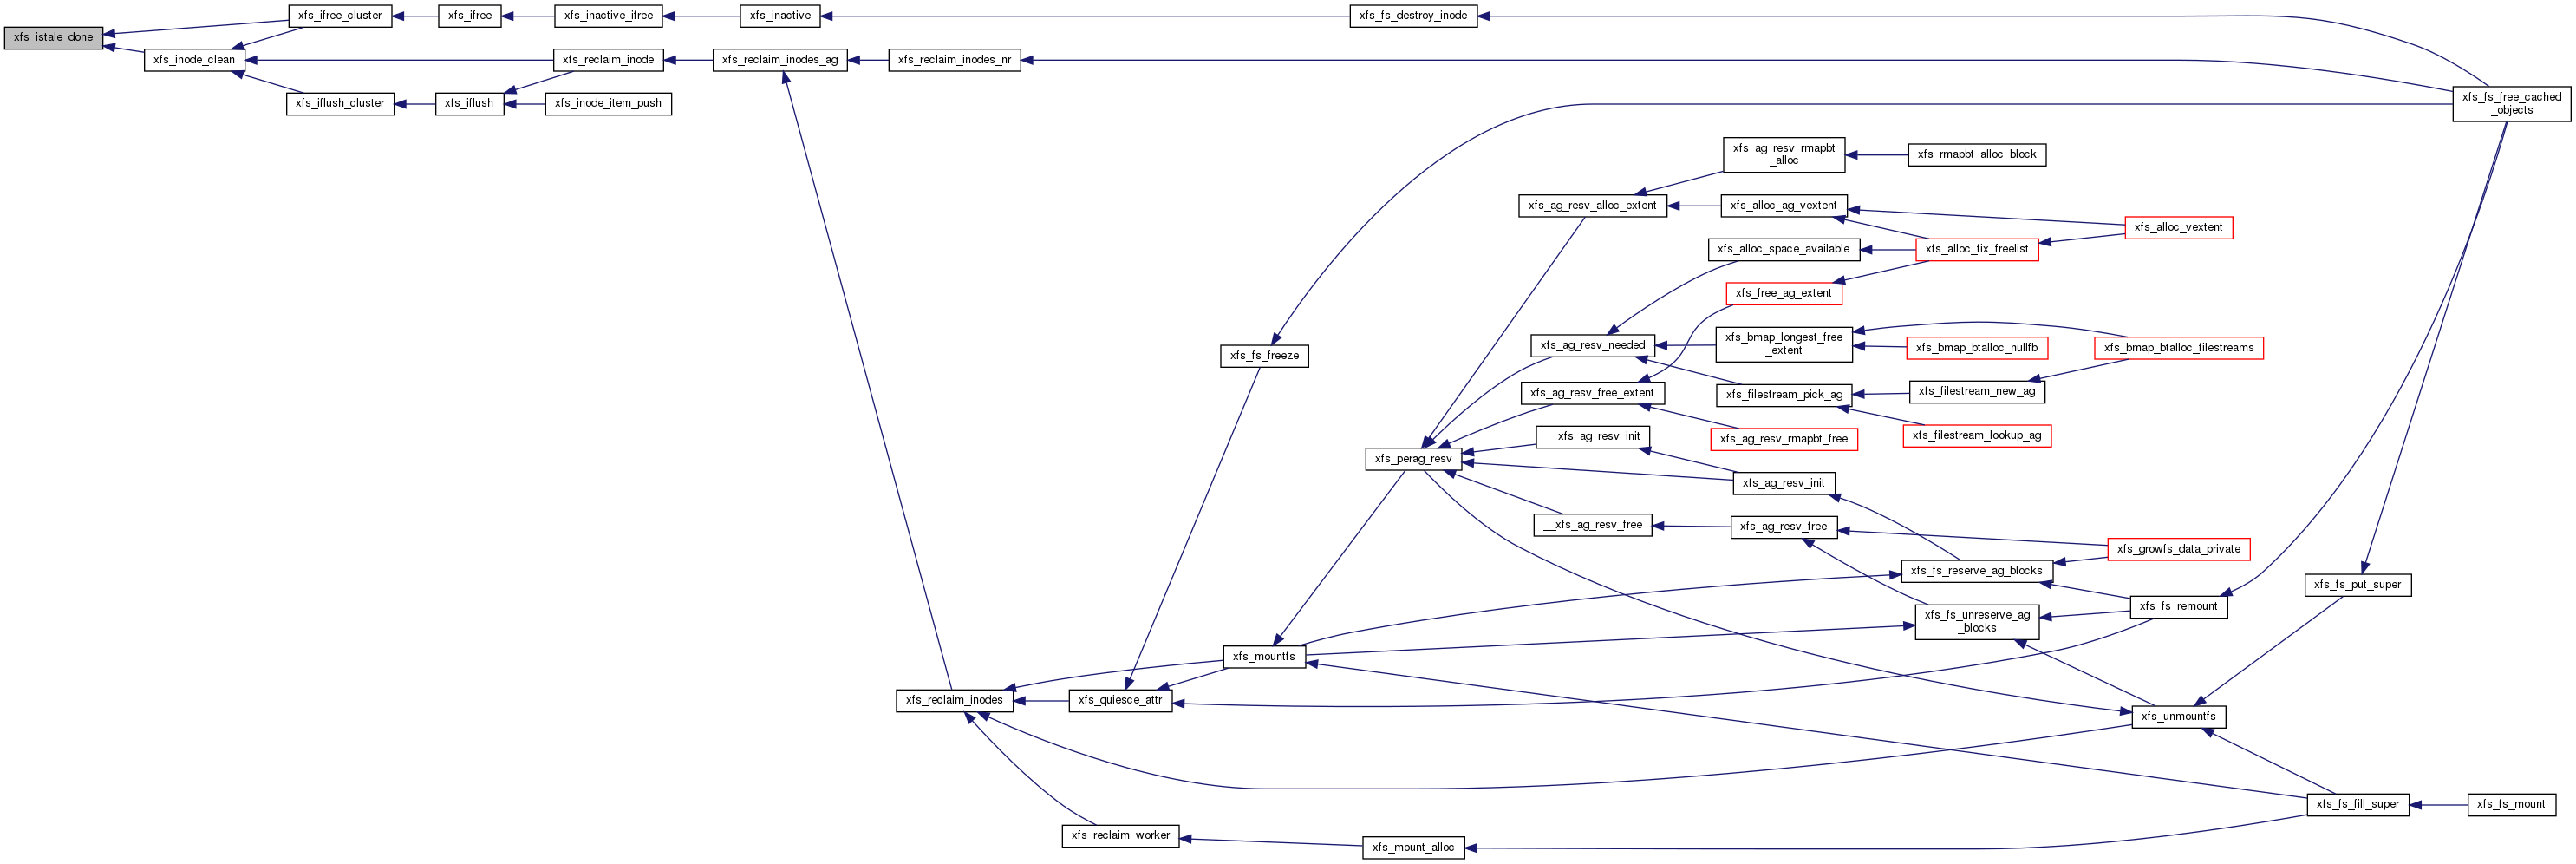 xfs_istale_done
xfs_ifree_cluster
xfs_ifree
xfs_inactive_ifree
xfs_inactive
xfs_fs_destroy_inode
xfs_inode_clean
xfs_reclaim_inode
xfs_reclaim_inodes_ag
xfs_reclaim_inodes_nr
xfs_iflush_cluster
xfs_iflush
xfs_inode_item_push
xfs_fs_free_cached
_objects
xfs_ag_resv_rmapbt
_alloc
xfs_rmapbt_alloc_block
xfs_ag_resv_alloc_extent
xfs_alloc_ag_vextent
xfs_alloc_vextent
xfs_alloc_space_available
xfs_alloc_fix_freelist
xfs_free_ag_extent
xfs_fs_freeze
xfs_ag_resv_needed
xfs_bmap_longest_free
_extent
xfs_bmap_btalloc_nullfb
xfs_bmap_btalloc_filestreams
xfs_ag_resv_free_extent
xfs_filestream_pick_ag
xfs_filestream_new_ag
xfs_ag_resv_rmapbt_free
xfs_filestream_lookup_ag
xfs_perag_resv
__xfs_ag_resv_init
xfs_ag_resv_init
__xfs_ag_resv_free
xfs_ag_resv_free
xfs_growfs_data_private
xfs_fs_reserve_ag_blocks
xfs_fs_put_super
xfs_fs_unreserve_ag
_blocks
xfs_fs_remount
xfs_mountfs
xfs_reclaim_inodes
xfs_quiesce_attr
xfs_unmountfs
xfs_fs_fill_super
xfs_fs_mount
xfs_reclaim_worker
xfs_mount_alloc